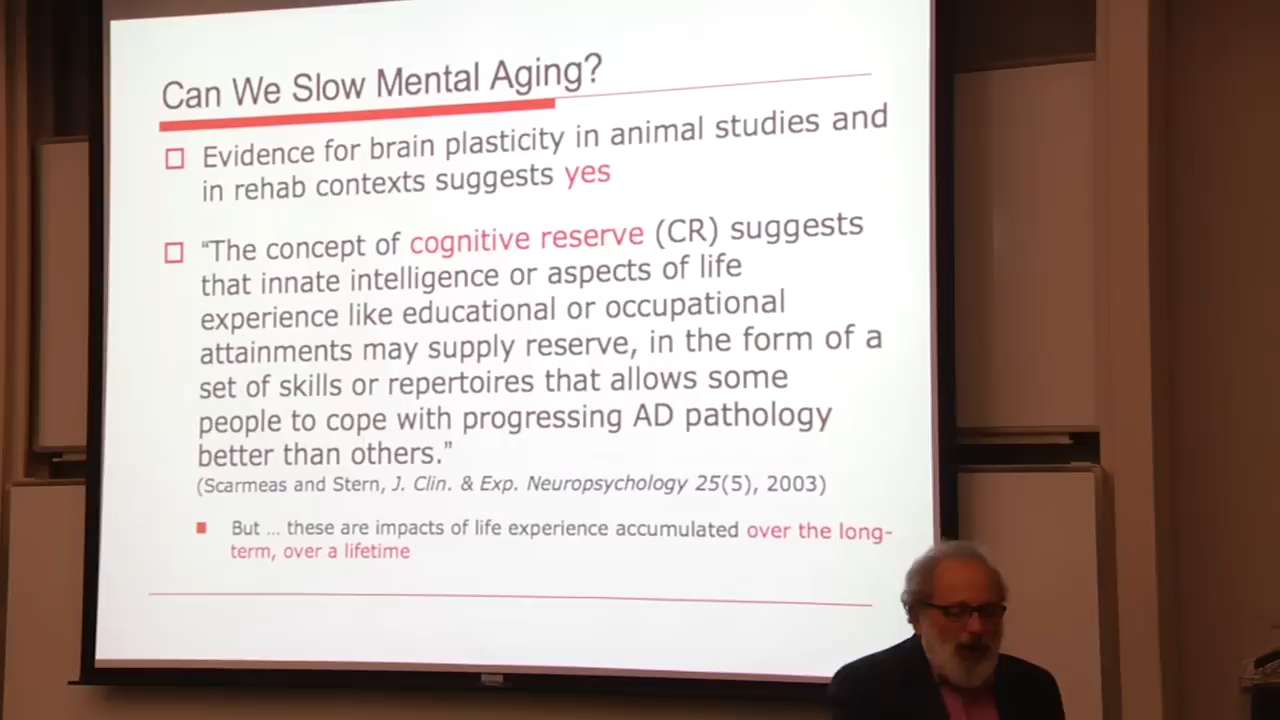 Can We Slow Mental Aging?
Evidence for brain plasticity in animal studies and
in rehab contexts suggests yes
“The concept of cognitive reserve (CR) suggests
that innate intelligence or aspects of life
experience like educational or occupational
attainments may supply reserve, in the form of a
set of skills or repertoires that allows some
people to cope with progressing AD pathology
better than others.”
(Scarmeas and Stern, J. Clin. & Exp. Neuropsychology 25(5), 2003)
But … these are impacts of life experience accumulated over the long-
term, over a lifetime